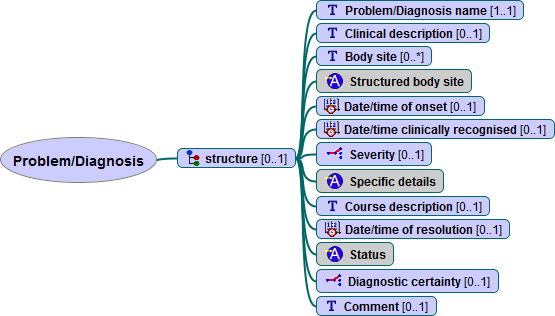 Problem/Diagnosis name [1..1]
Clinical description [0..1]
Body site [0..*]
Structured body site
Date/time of onset [0..1]
Date/time clinically recognised [0..1]
Problem/Diagnosis
structure [0..1]
Severity [0..1]
Specific details
Course description [0..1]
Date/time of resolution [0..1]
Status
Diagnostic certainty [0..1]
Comment [0..1]